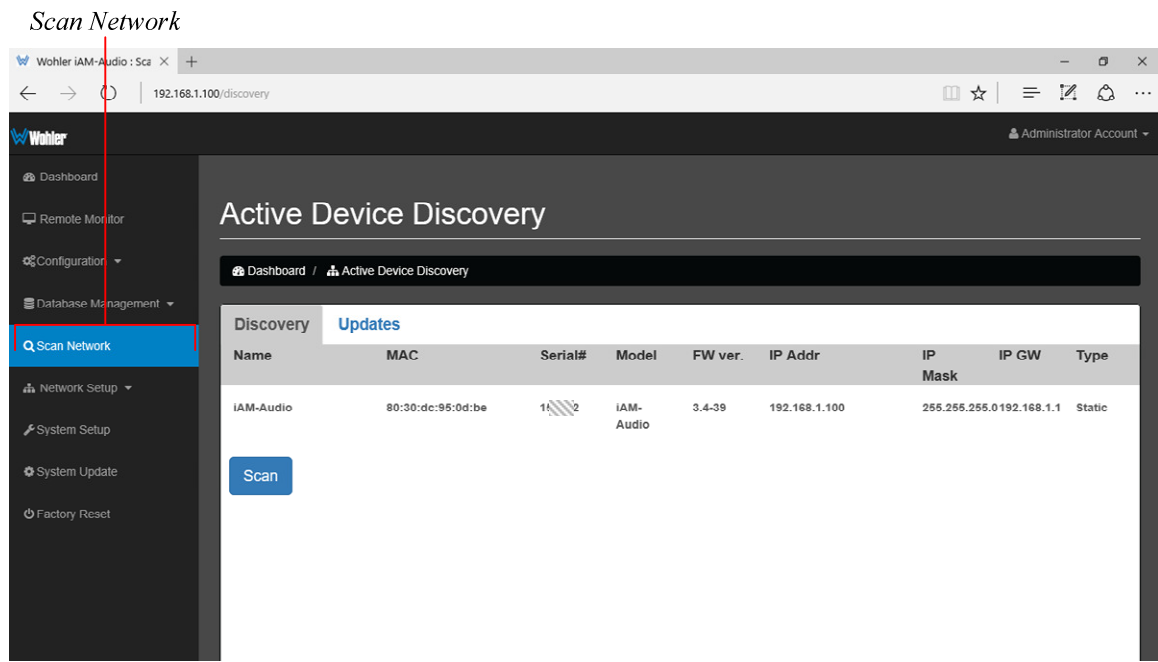 Scan Network
Wohler iAM-Audio : Sca
192.168.1.100/discovery
Wohler
Administrator Account
Dashboard
Remote Monitor
Configuration
Database Management
Scan Network
Network Setup
System Setup
System Update
Factory Reset
Active Device Discovery
Dashboard / Active Device Discovery
Discovery Updates
Name MAC Serial# Model FW ver. IP Addr IP Mask IP GW Type
iAM-Audio 80:30:dc:95:0d:be iAM-Audio 3.4-39 192.168.1.100 255.255.255.0 192.168.1.1 Static
Scan